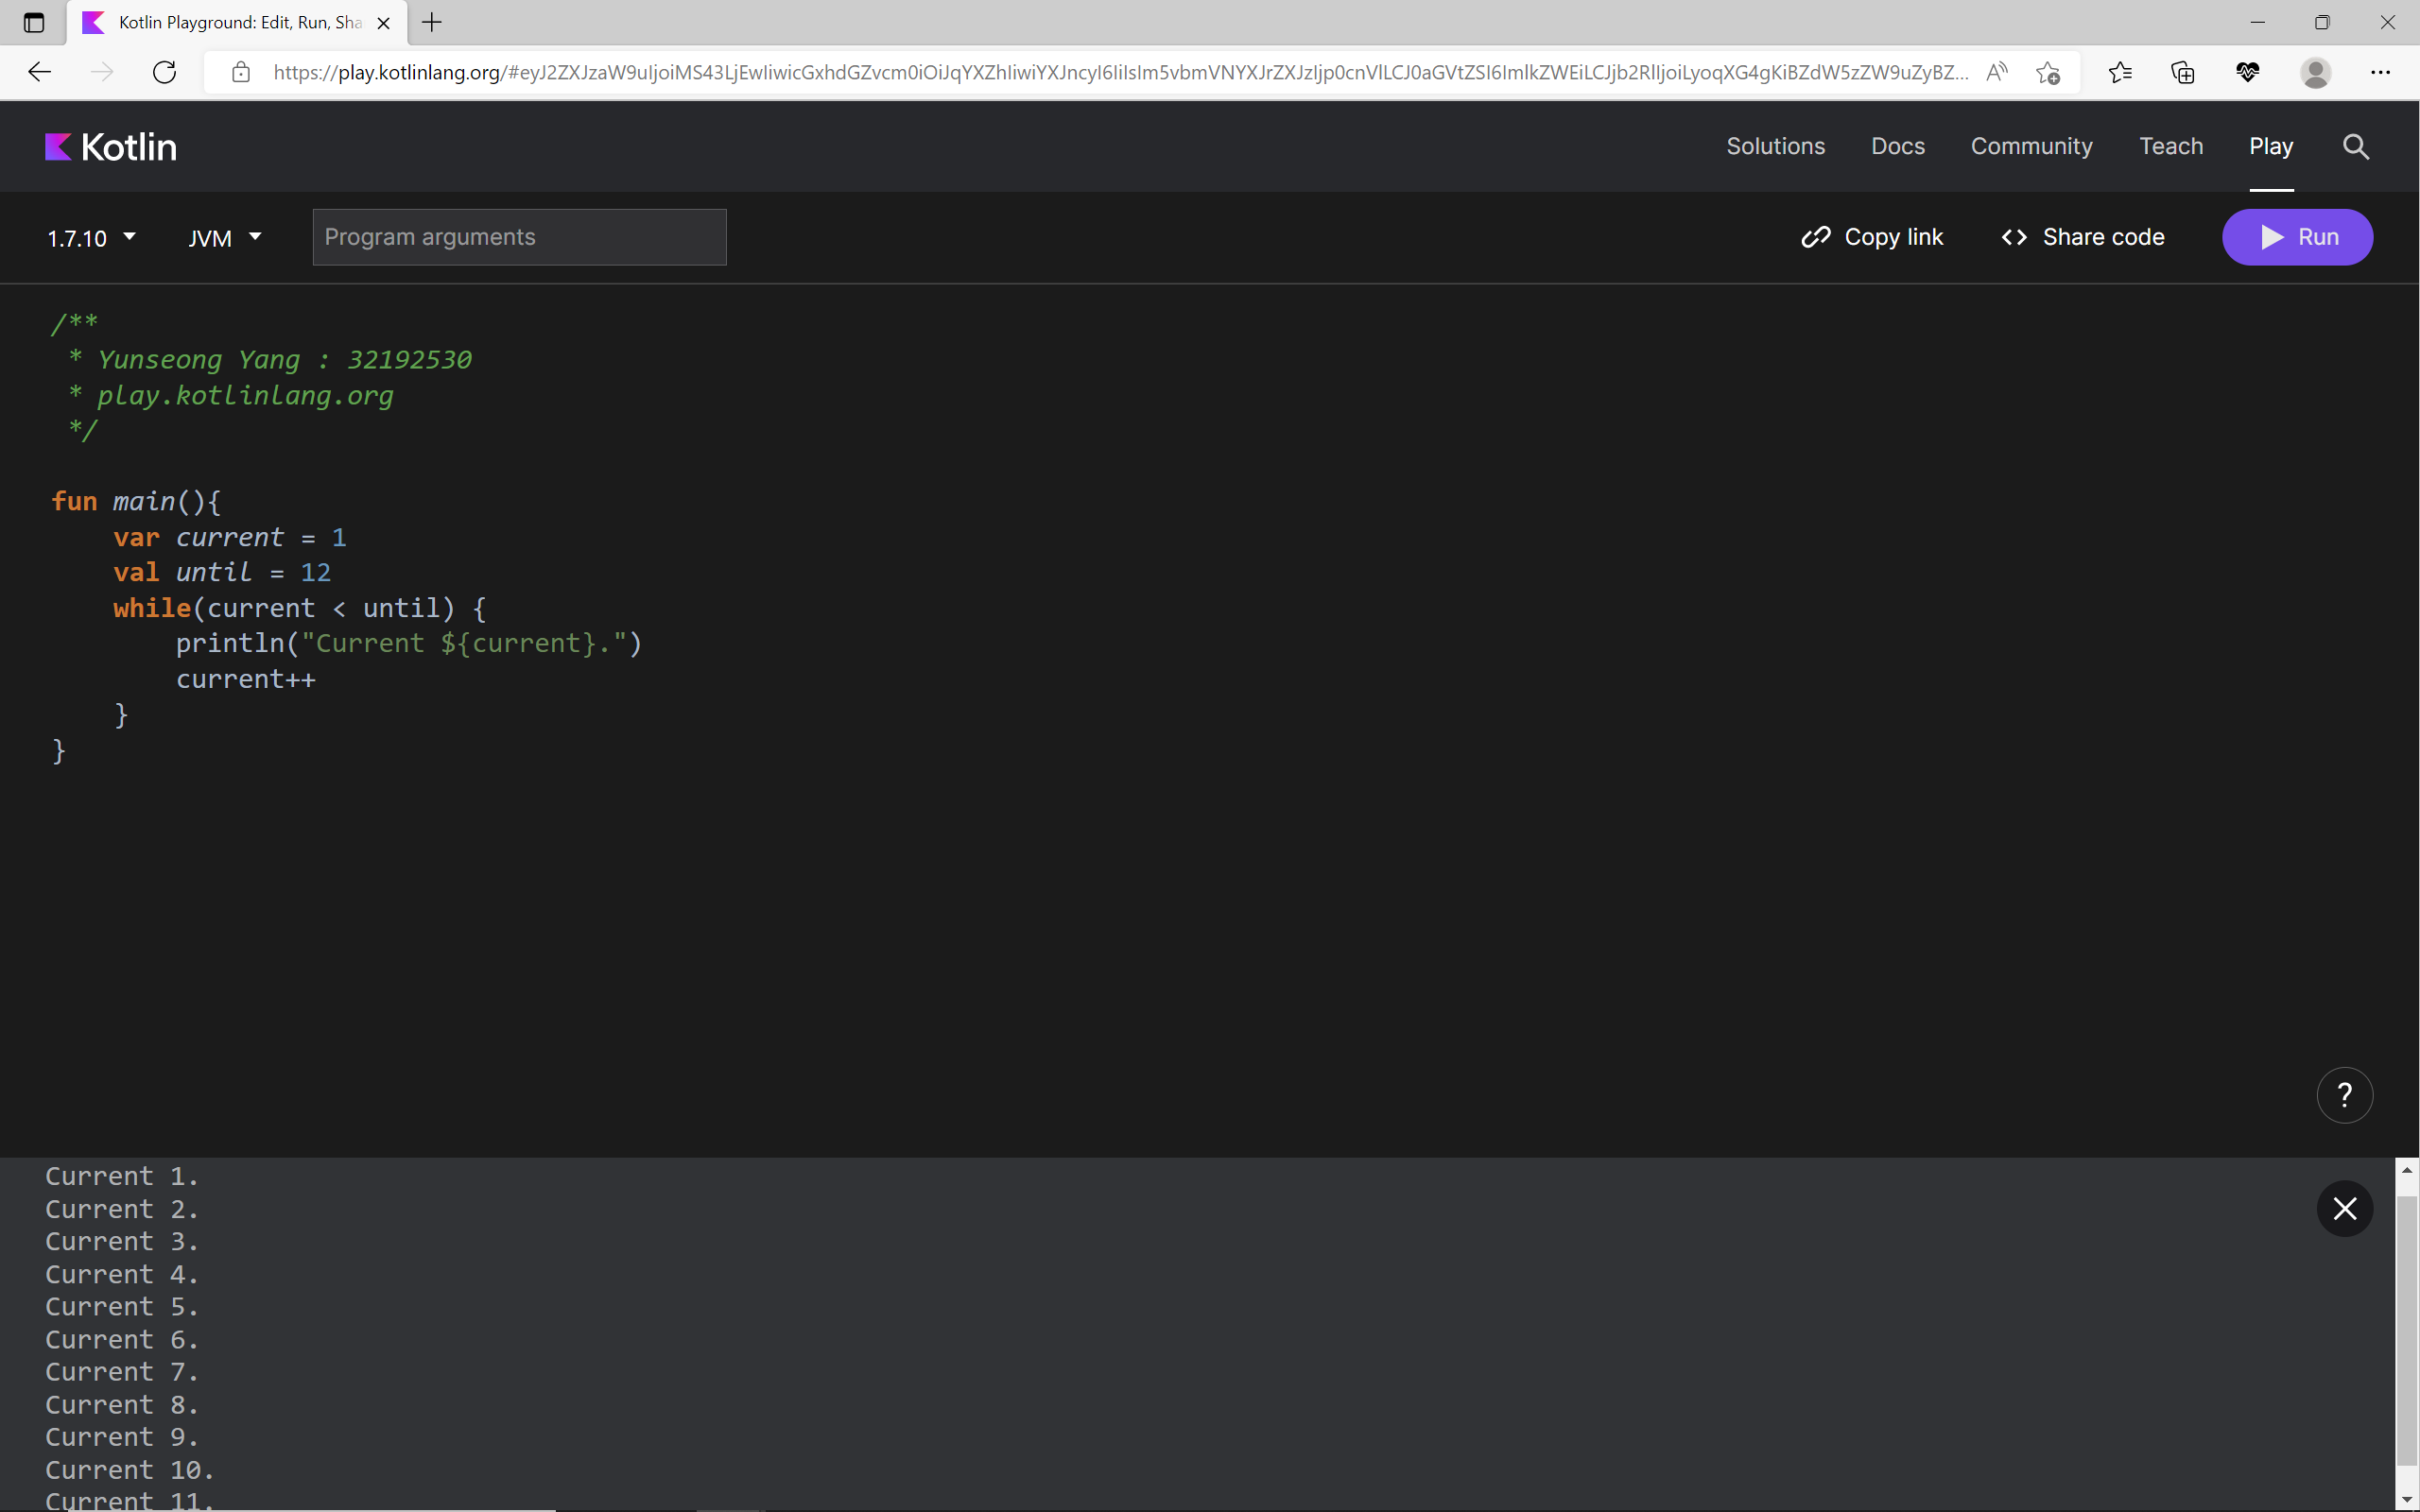 Kotlin Playground: Edit, Run, Sha
https://play.kotlinlang.org/#eyJ2ZXJzaW9uIjoiMS43LjEwIiwicGxhdGZvcm0iOiJqYXZhIiwiYXJncyI6IiIsIm5vbmVNYXJrZXJzIjp0cnVlLCJ0aGVtZSI6ImlkZWEiLCJjb2RlIjoiLyoqXG4gKiBZdW5zZW9uZyBZ...
Kotlin
Solutions Docs Community Teach Play
1.7.10 JVM Program arguments Copy link <> Share code Run
/**
 * Yunseong Yang : 32192530
 * play.kotlinlang.org
 */
fun main(){
    var current = 1
    val until = 12
    while(current < until) {
        println("Current ${current}.")
        current++
    }
}
?
Current 1.
Current 2.
Current 3.
Current 4.
Current 5.
Current 6.
Current 7.
Current 8.
Current 9.
Current 10.
Current 11.